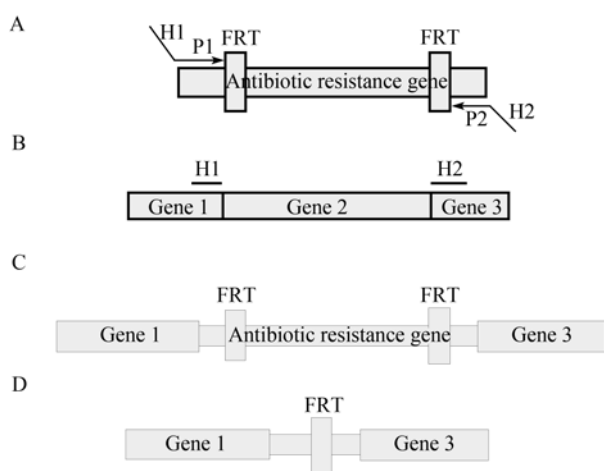 A
H1
P1
FRT
FRT
Antibiotic resistance gene
P2
H2
B
H1
H2
Gene 1
Gene 2
Gene 3
C
FRT
FRT
Gene 1
Antibiotic resistance gene
Gene 3
D
FRT
Gene 1
Gene 3